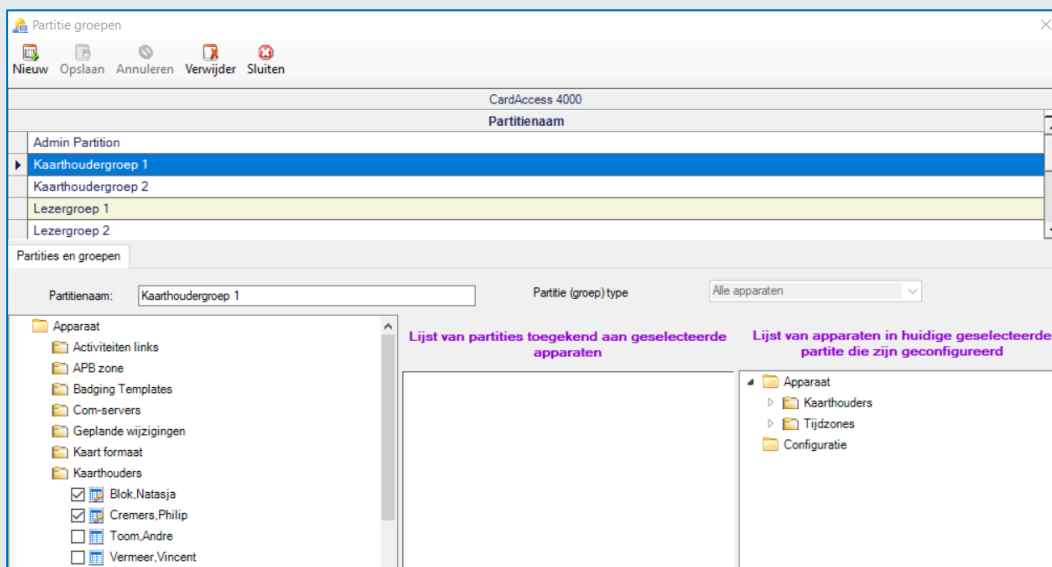 Partitie groepen
Nieuw Opslaan Annuleren Verwijder Sluiten
CardAccess 4000
Partitienaam
Admin Partition
Kaarthoudergroep 1
Kaarthoudergroep 2
Lezergroep 1
Lezergroep 2
Partities en groepen
Partitienaam: Kaarthoudergroep 1 Partitie (groep) type Alle apparaten
Apparaat
Activiteiten links
APB zone
Badging Templates
Com-servers
Geplande wijzigingen
Kaart formaat
Kaarthouders
Blok,Natasja
Cremers,Philip
Toom,Andre
Vermeer,Vincent
Lijst van partities toegekend aan geselecteerde
apparaten
Lijst van apparaten in huidige geselecteerde
partite die zijn geconfigureerd
Apparaat
Kaarthouders
Tijdzones
Configuratie